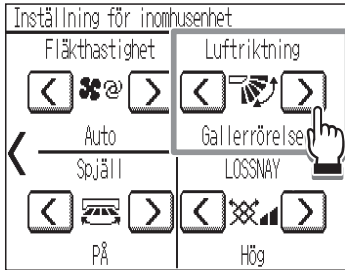 Inställning för inomhusenhet
Fläkthastighet
Luftriktning
Auto
Gallerrörelse
Spjäll
LOSSNAY
PÅ
Hög